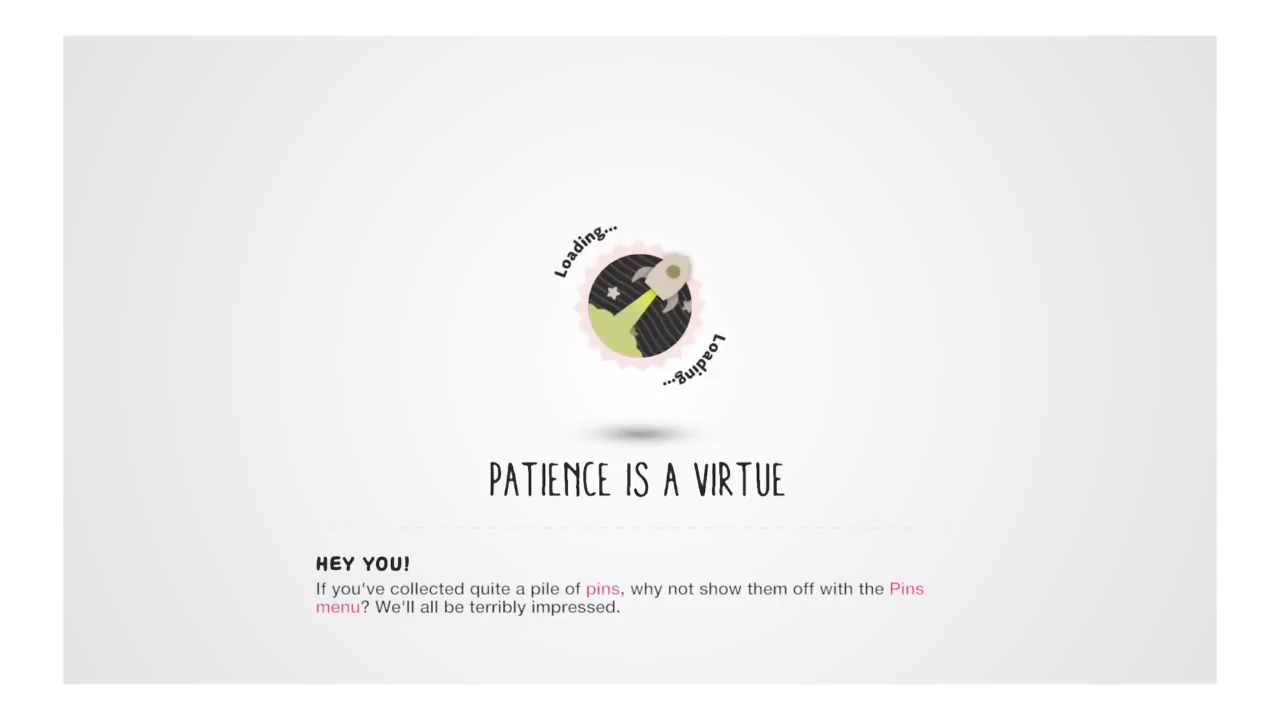 Loading...
Loading...
PATIENCE IS A VIRTUE
HEY YOU!
If you've collected quite a pile of pins, why not show them off with the Pins
menu? We'll all be terribly impressed.